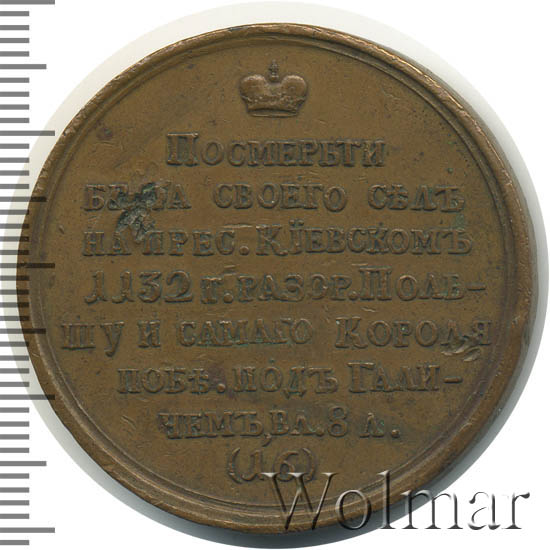 ПОСМЕРЬТИ
БРАТА СВОЕГО СѢЛЪ
НА ПРЕС. КІЕВСКОМЪ
1132 Г. РАЗОР. ПОЛЬ-
ШУ И САМАГО КОРОЛЯ
ПОБѢ. ПОДЪ ГАЛИ-
ЧЕМЪ, ВЛ. 8 Л.
(16)
Wolmar